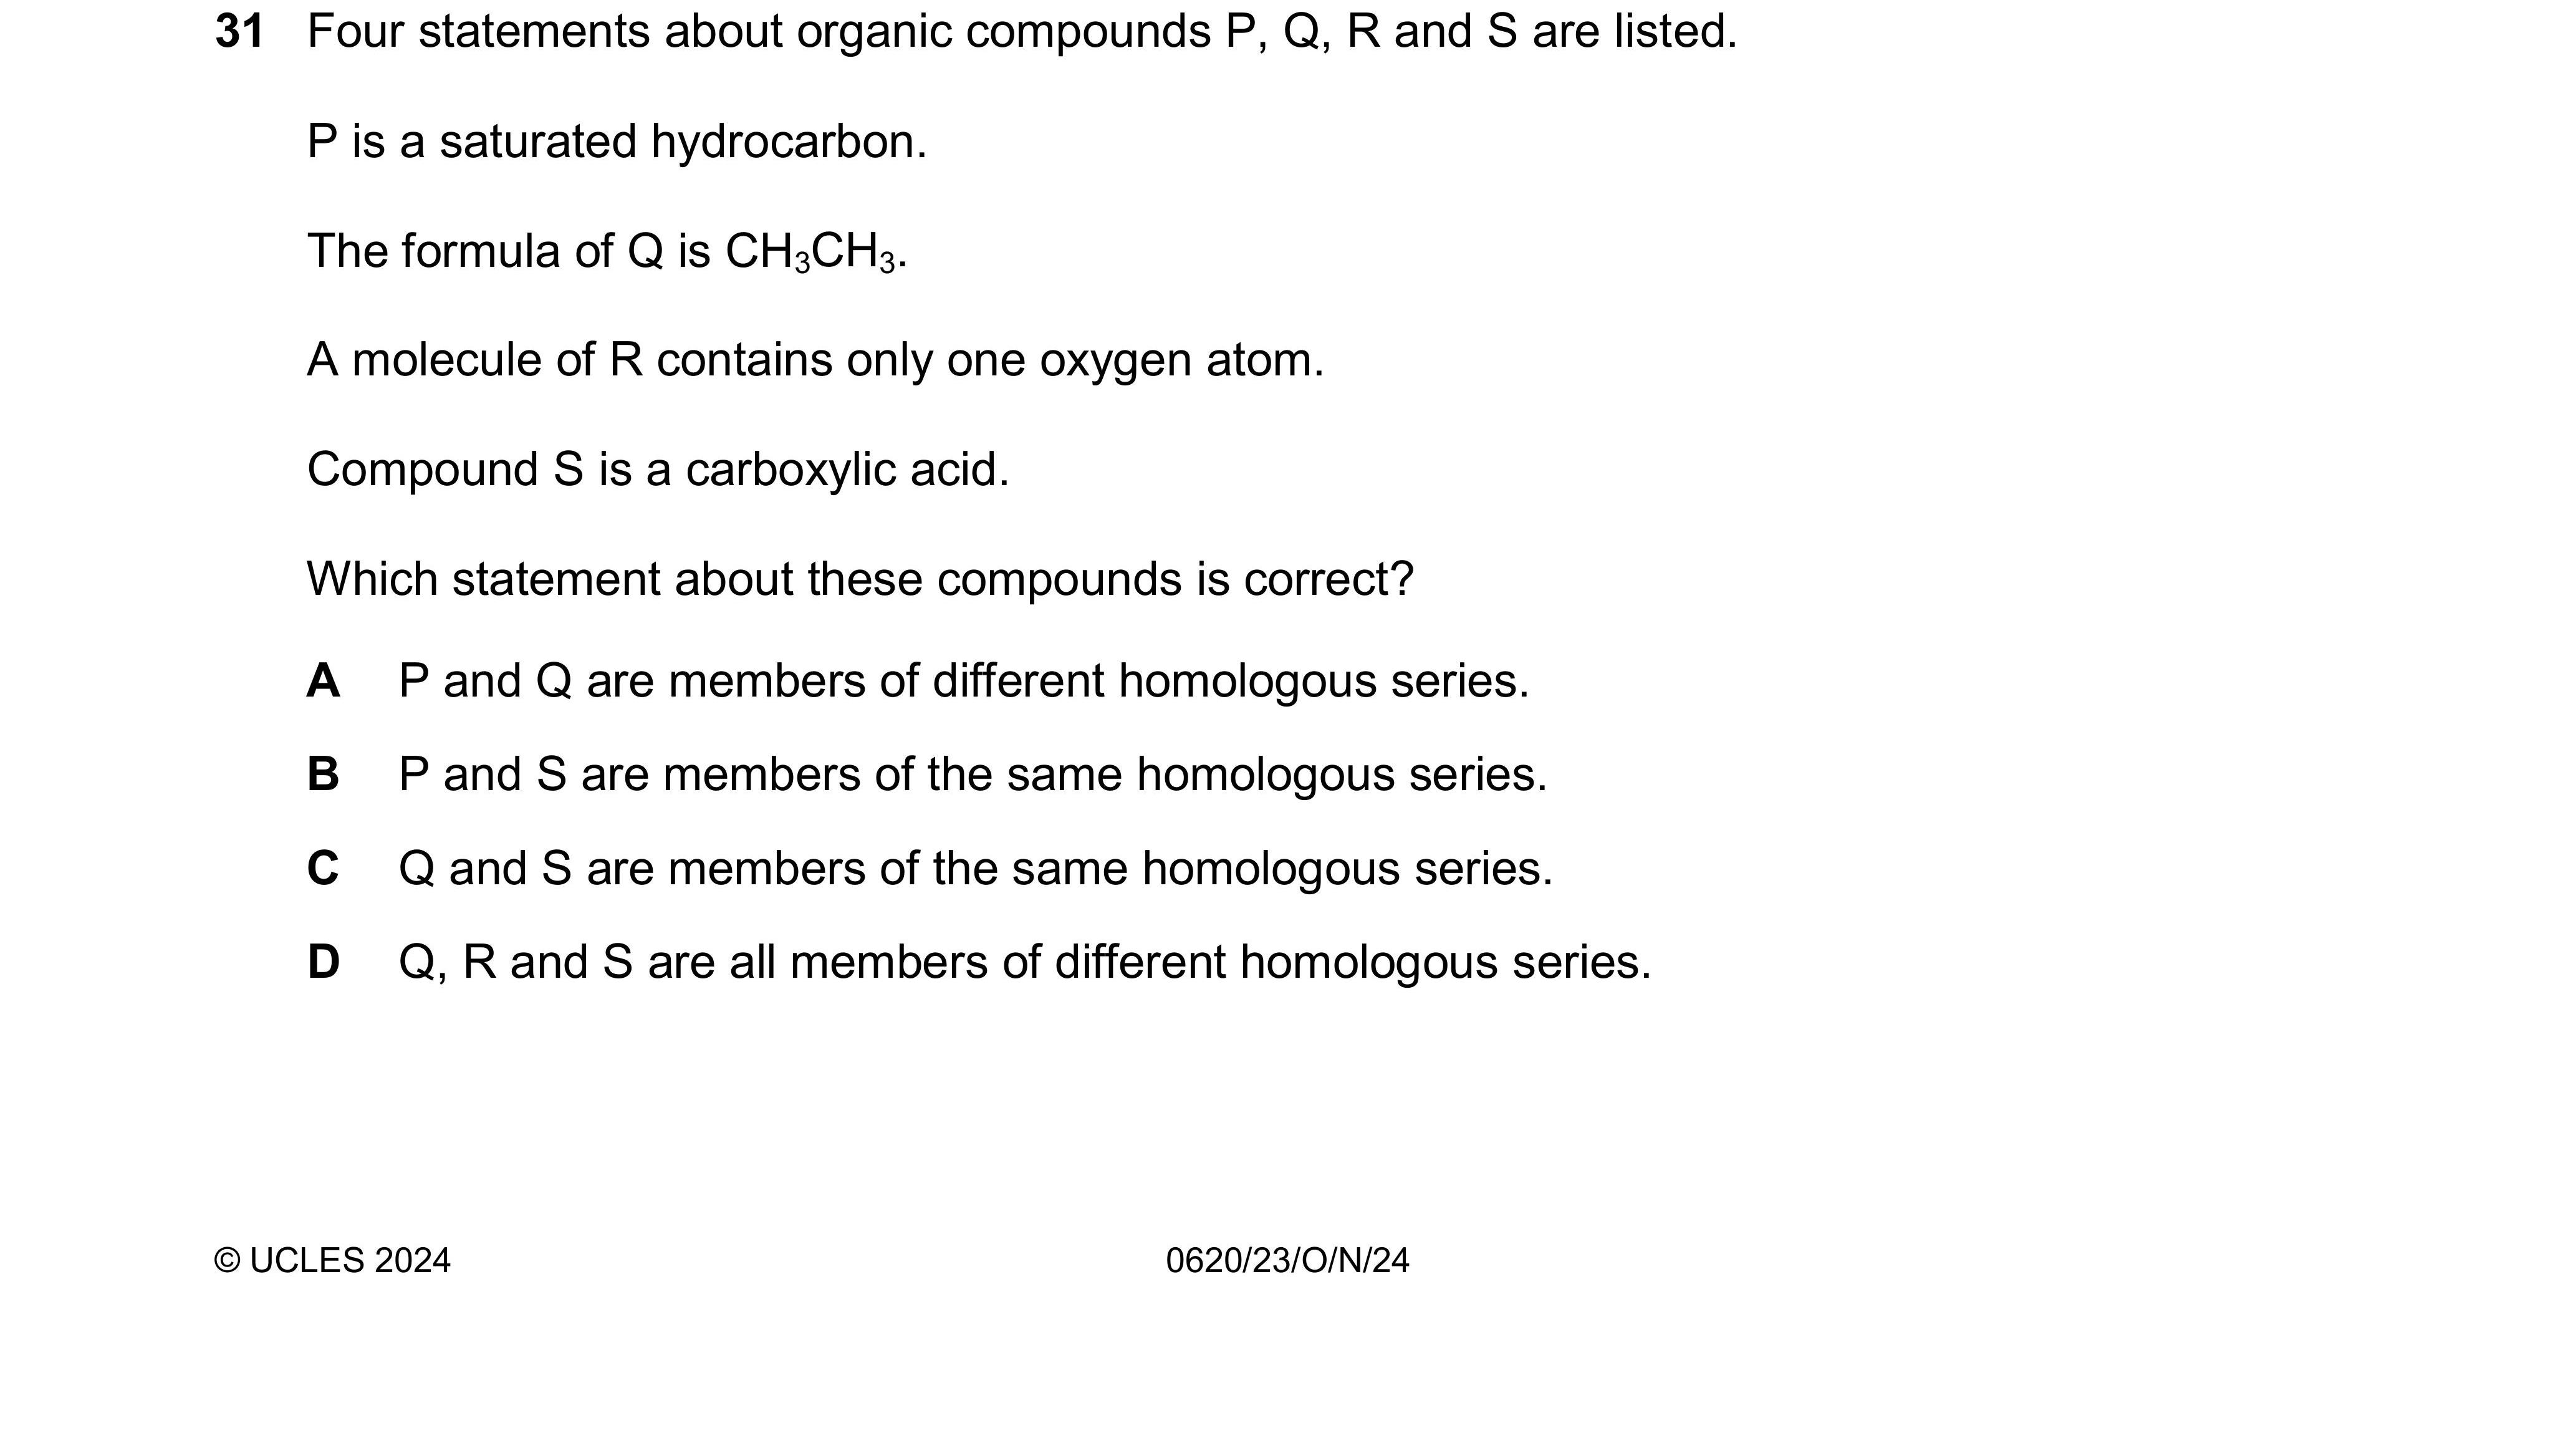 31 Four statements about organic compounds P, Q, R and S are listed.
P is a saturated hydrocarbon.
The formula of Q is CH₃CH₃.
A molecule of R contains only one oxygen atom.
Compound S is a carboxylic acid.
Which statement about these compounds is correct?
A P and Q are members of different homologous series.
B P and S are members of the same homologous series.
C Q and S are members of the same homologous series.
D Q, R and S are all members of different homologous series.
© UCLES 2024 0620/23/O/N/24